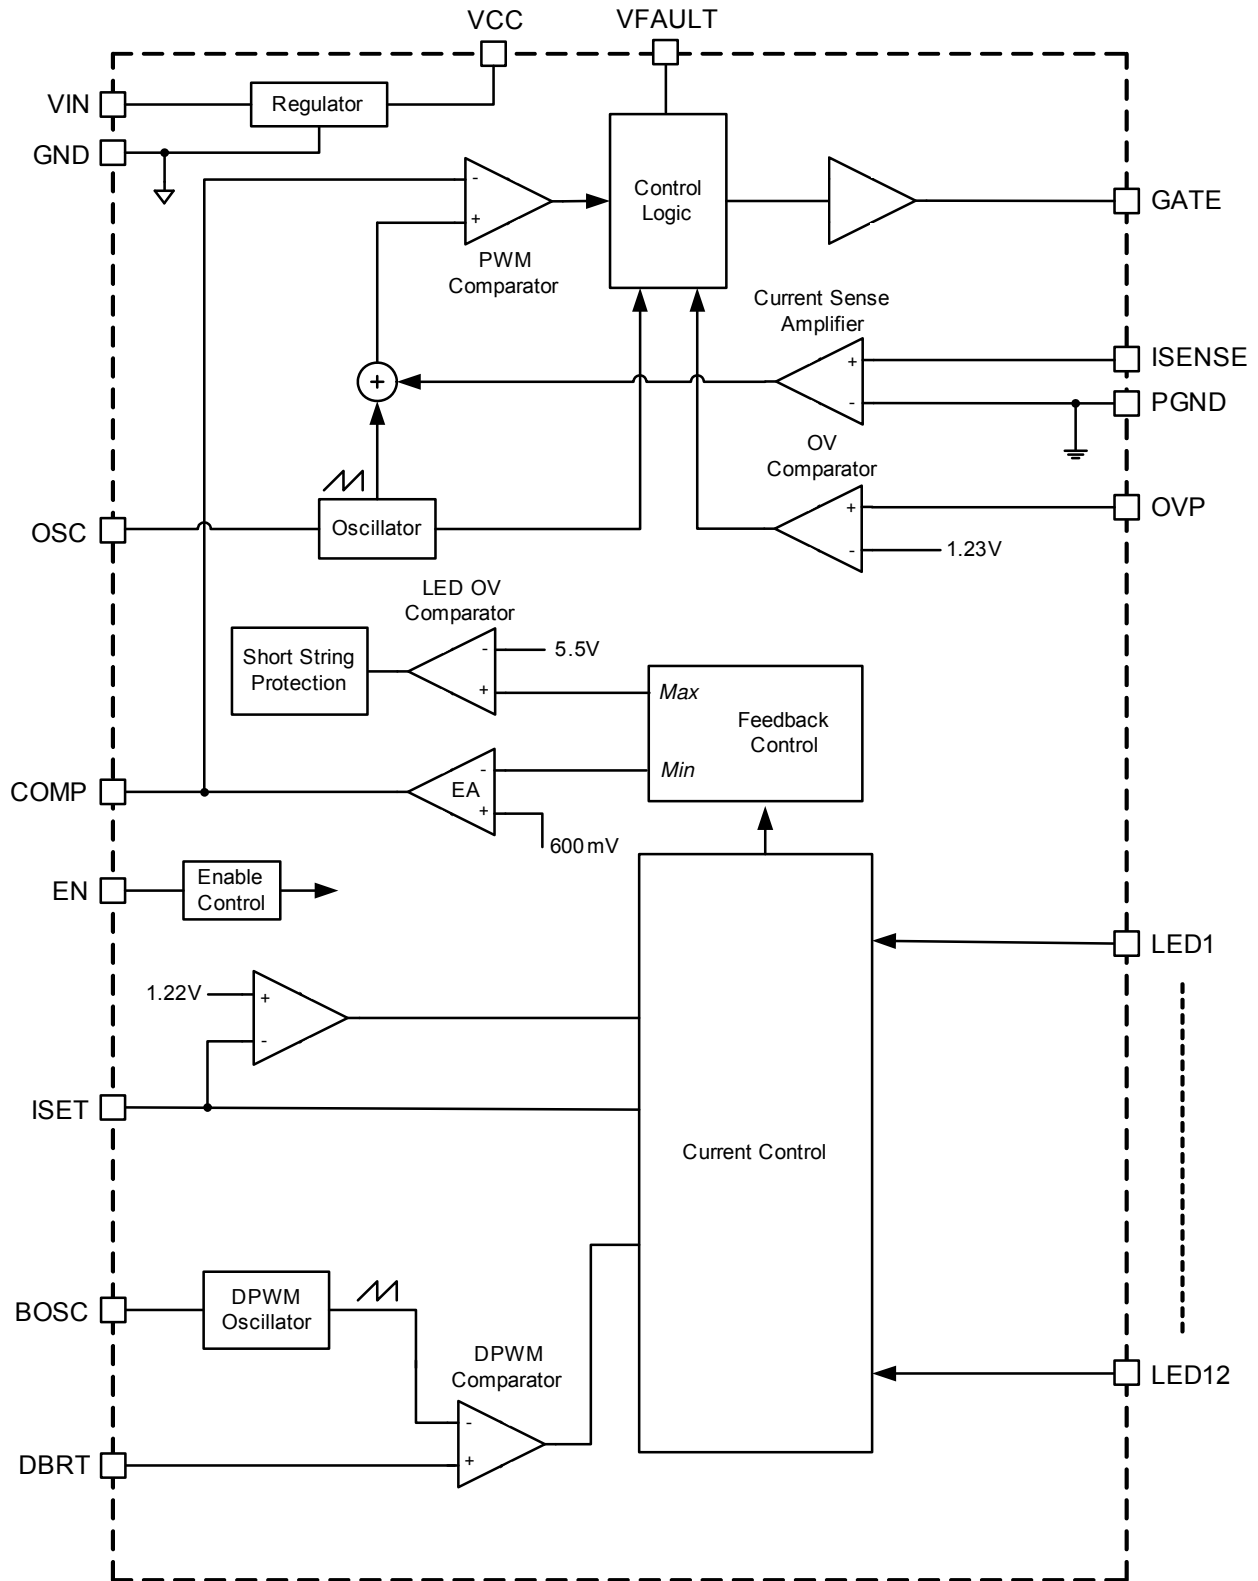 VCC
VFAULT
VIN
Regulator
GND
-
+
PWM
Comparator
Control
Logic
GATE
Current Sense
Amplifier
+
-
ISENSE
PGND
+
OV
Comparator
+
-
OVP
1.23V
OSC
Oscillator
LED OV
Comparator
Short String
Protection
-
+
5.5V
Max
Feedback
Control
Min
COMP
EA
-
+
600mV
EN
Enable
Control
LED1
1.22V
+
-
ISET
Current Control
BOSC
DPWM
Oscillator
DPWM
Comparator
-
+
LED12
DBRT